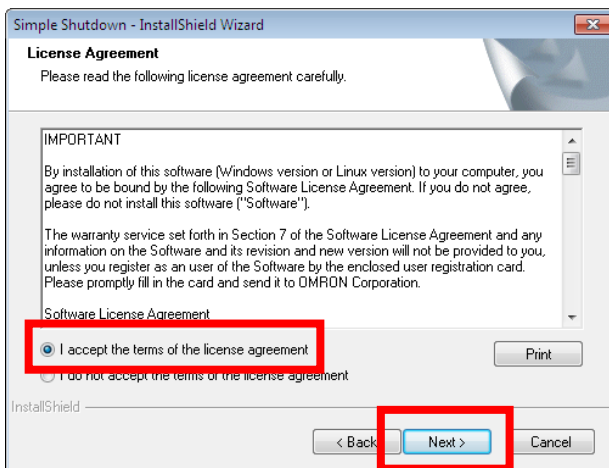 Simple Shutdown - InstallShield Wizard
License Agreement
Please read the following license agreement carefully.
IMPORTANT
By installation of this software (Windows version or Linux version) to your computer, you
agree to be bound by the following Software License Agreement. If you do not agree,
please do not install this software ("Software").
The warranty service set forth in Section 7 of the Software License Agreement and any
information on the Software and its revision and new version will not be provided to you,
unless you register as an user of the Software by the enclosed user registration card.
Please promptly fill in the card and send it to OMRON Corporation.
Software License Agreement
I accept the terms of the license agreement
Print
I do not accept the terms of the license agreement
InstallShield
< Back
Next >
Cancel